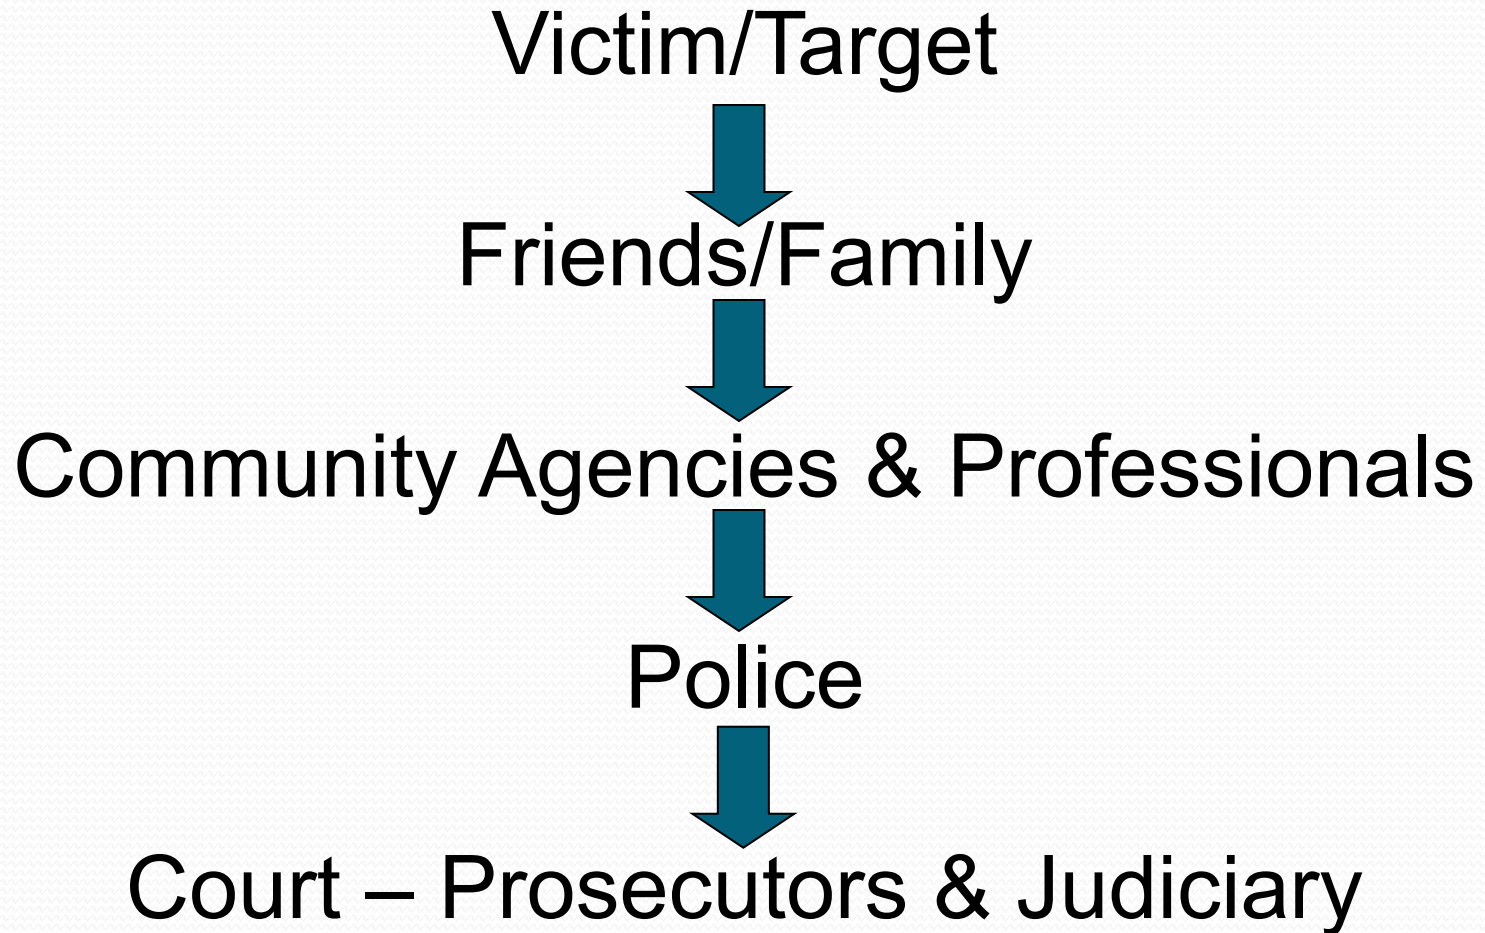 Victim/Target
Friends/Family
Community Agencies & Professionals
Police
Court – Prosecutors & Judiciary